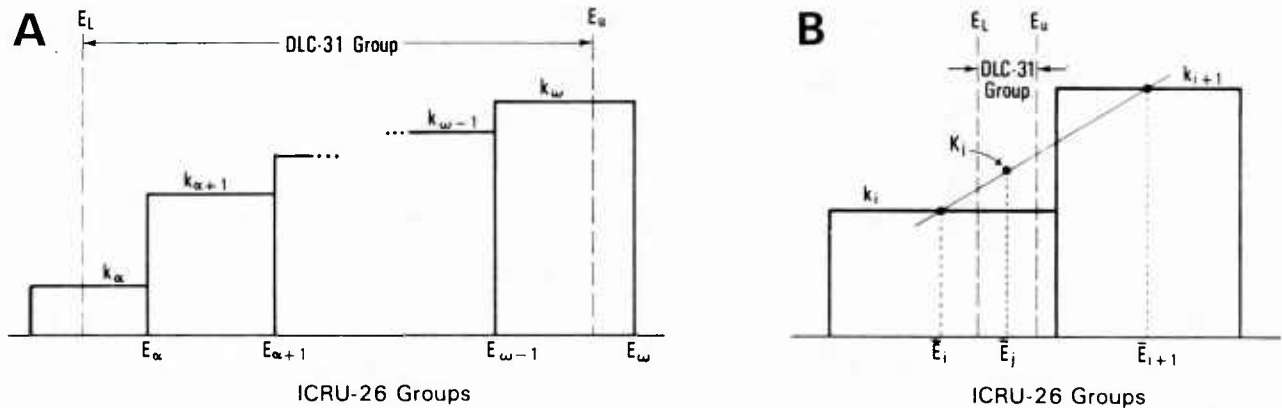 A
E_L
E_u
DLC-31 Group
k_α
k_α+1
...
...
k_ω−1
k_ω
E_α
E_α+1
E_ω−1
E_ω
ICRU-26 Groups
B
E_L
E_u
DLC-31
Group
k_i+1
K_i
k_i
Ē_i
Ē_j
Ē_i+1
ICRU-26 Groups